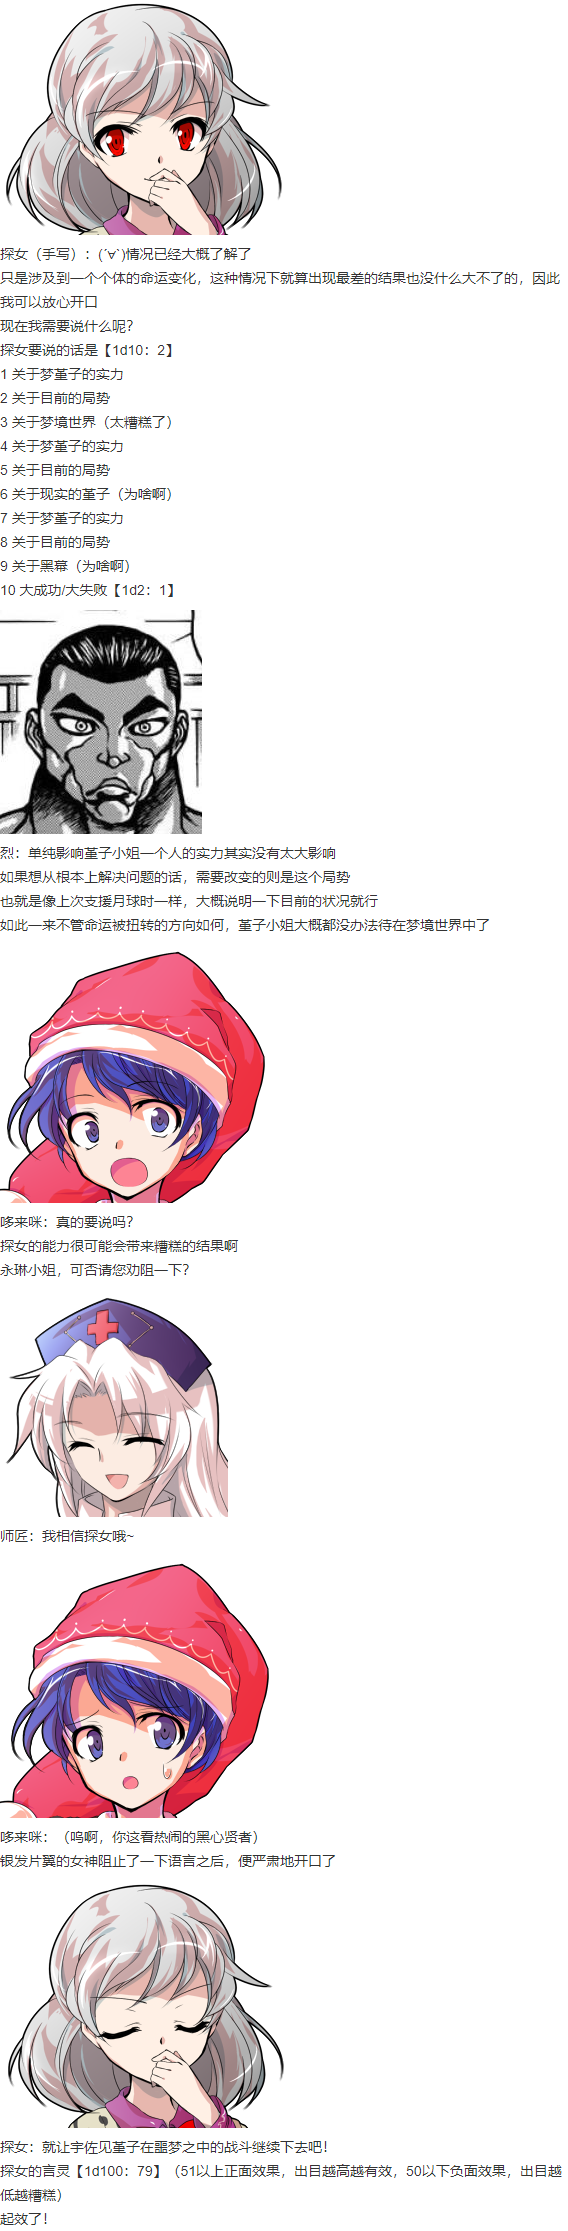 探女（手写）：(´∀`)情况已经大概了解了
只是涉及到一个个体的命运变化，这种情况下就算出现最差的结果也没什么大不了的，因此
我可以放心开口
现在我需要说什么呢？
探女要说的话是【1d10：2】
1 关于梦堇子的实力
2 关于目前的局势
3 关于梦境世界（太糟糕了）
4 关于梦堇子的实力
5 关于目前的局势
6 关于现实的堇子（为啥啊）
7 关于梦堇子的实力
8 关于目前的局势
9 关于黑幕（为啥啊）
10 大成功/大失败【1d2：1】
烈：单纯影响堇子小姐一个人的实力其实没有太大影响
如果想从根本上解决问题的话，需要改变的则是这个局势
也就是像上次支援月球时一样，大概说明一下目前的状况就行
如此一来不管命运被扭转的方向如何，堇子小姐大概都没办法待在梦境世界中了
哆来咪：真的要说吗？
探女的能力很可能会带来糟糕的结果啊
永琳小姐，可否请您劝阻一下？
师匠：我相信探女哦~
哆来咪：（呜啊，你这看热闹的黑心贤者）
银发片翼的女神阻止了一下语言之后，便严肃地开口了
探女：就让宇佐见堇子在噩梦之中的战斗继续下去吧！
探女的言灵【1d100：79】（51以上正面效果，出目越高越有效，50以下负面效果，出目越
低越糟糕）
起效了！